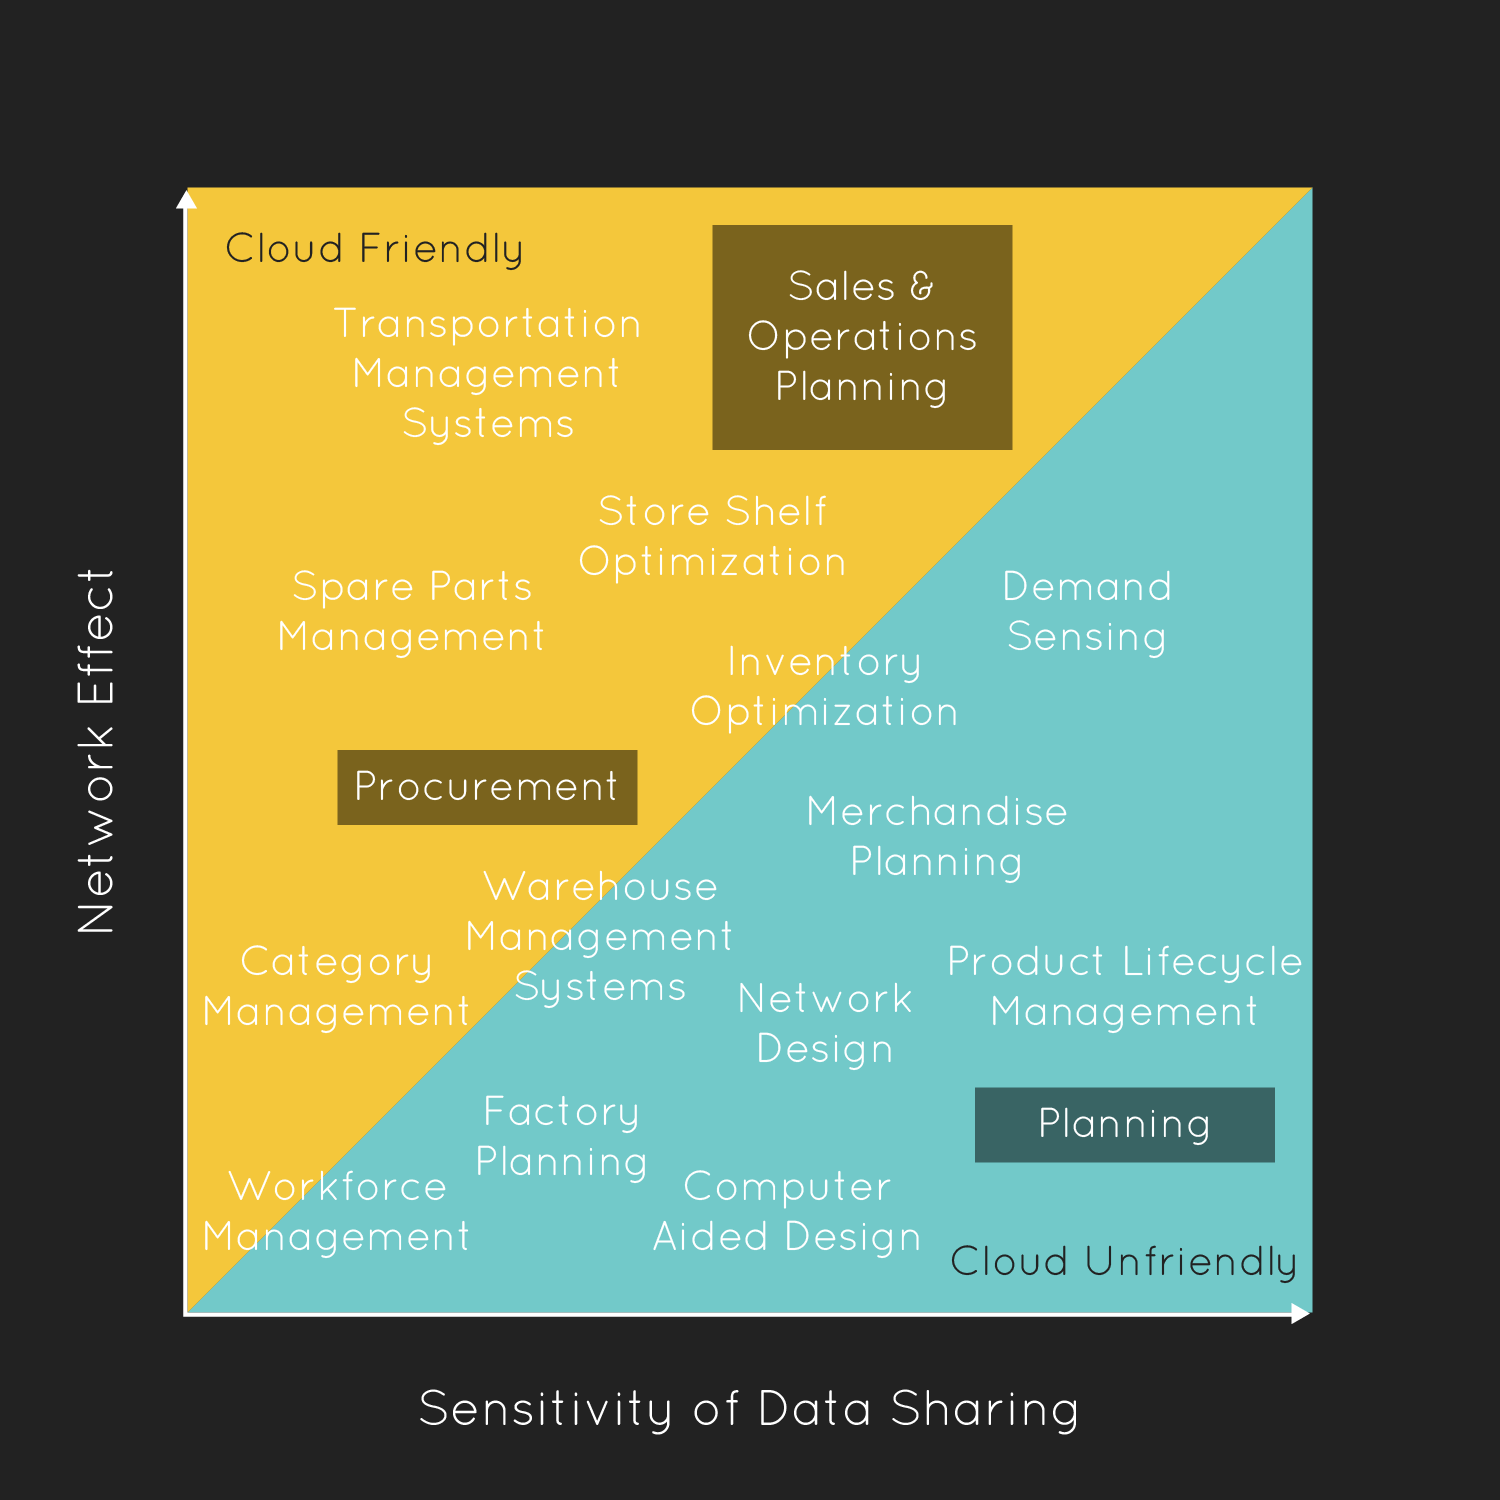 Cloud Friendly
Transportation
Management
Systems
Sales &
Operations
Planning
Store Shelf
Optimization
Spare Parts
Management
Demand
Sensing
Inventory
Optimization
Procurement
Merchandise
Planning
Warehouse
Management
Systems
Category
Management
Network
Design
Product Lifecycle
Management
Factory
Planning
Planning
Workforce
Management
Computer
Aided Design
Cloud Unfriendly
Network Effect
Sensitivity of Data Sharing